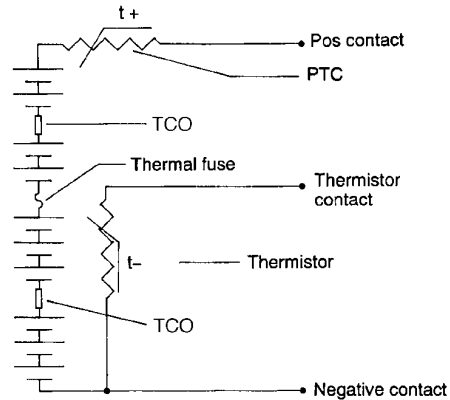 t +
Pos contact
PTC
TCO
Thermal fuse
Thermistor
contact
t–
Thermistor
TCO
Negative contact